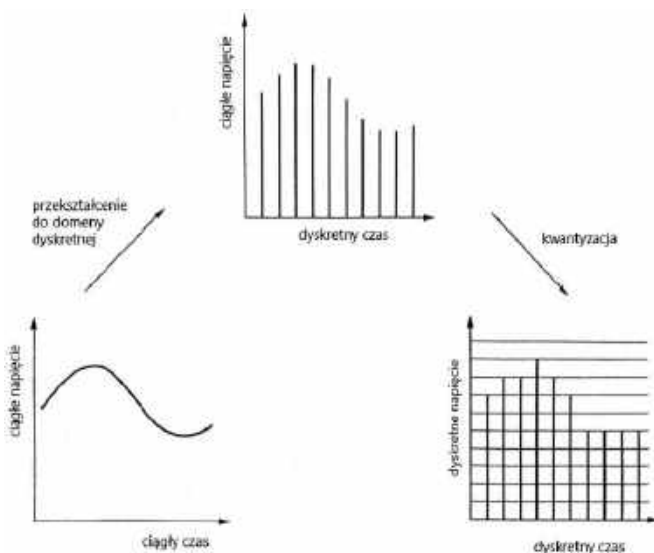 ciągłe napięcie
dyskretny czas
przekształcenie
do domeny
dyskretnej
kwantyzacja
ciągłe napięcie
ciągły czas
dyskretne napięcie
dyskretny czas